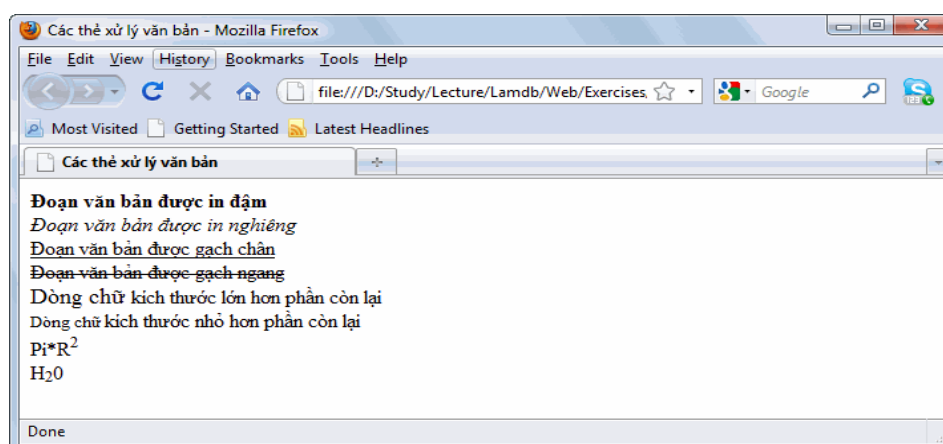 Các thẻ xử lý văn bản - Mozilla Firefox
File Edit View History Bookmarks Tools Help
file:///D:/Study/Lecture/Lamdb/Web/Exercises, Google
Most Visited Getting Started Latest Headlines
Các thẻ xử lý văn bản
Đoạn văn bản được in đậm
Đoạn văn bản được in nghiêng
Đoạn văn bản được gạch chân
Đoạn văn bản được gạch ngang
Dòng chữ kích thước lớn hơn phần còn lại
Dòng chữ kích thước nhỏ hơn phần còn lại
Pi*R²
H₂0
Done